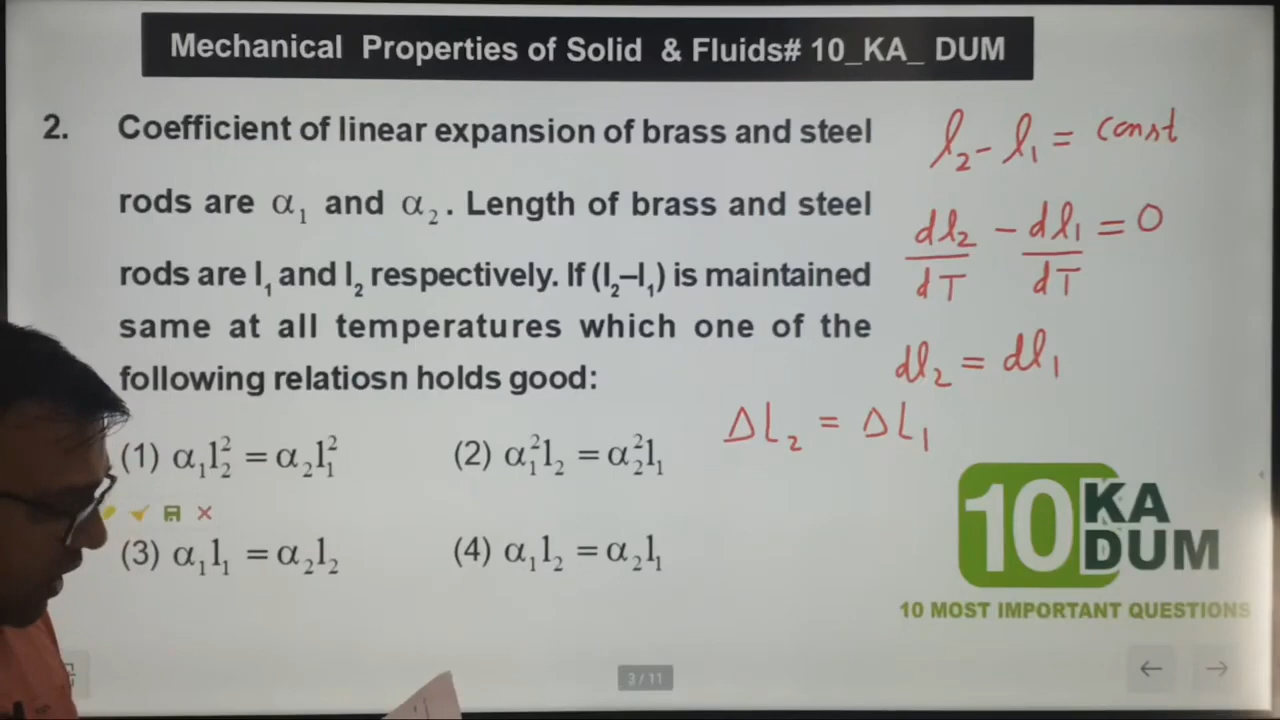 Mechanical Properties of Solid & Fluids# 10_KA_ DUM
2. Coefficient of linear expansion of brass and steel
rods are α₁ and α₂. Length of brass and steel
rods are l₁ and l₂ respectively. If (l₂–l₁) is maintained
same at all temperatures which one of the
following relatiosn holds good:
(1) α₁l₂² = α₂l₁² (2) α₁²l₂ = α₂²l₁
(3) α₁l₁ = α₂l₂ (4) α₁l₂ = α₂l₁
l₂ - l₁ = const
dl₂/dT - dl₁/dT = 0
dl₂ = dl₁
ΔL₂ = ΔL₁
10 KA DUM
10 MOST IMPORTANT QUESTIONS
3 / 11